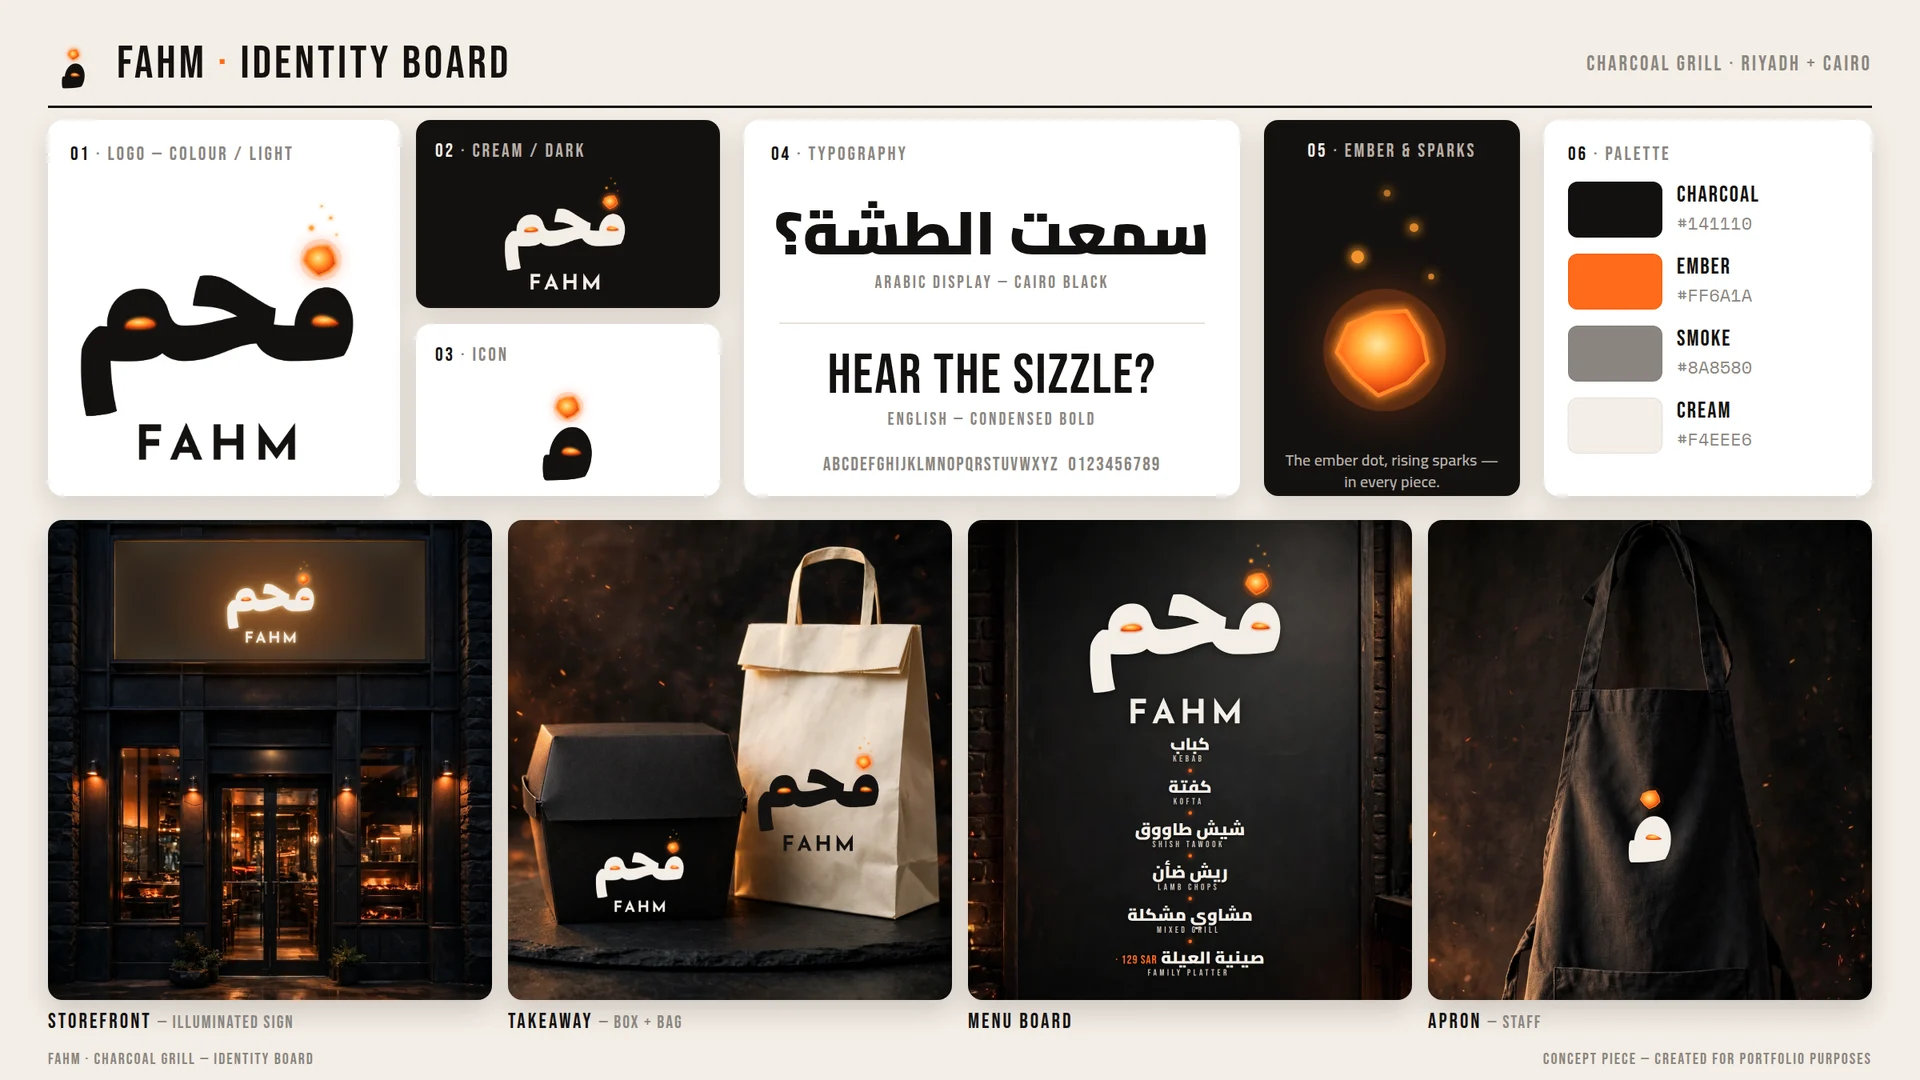 FAHM · IDENTITY BOARD
CHARCOAL GRILL · RIYADH + CAIRO
01 · LOGO — COLOUR / LIGHT
فحم
FAHM
02 · CREAM / DARK
فحم
FAHM
03 · ICON
ف
04 · TYPOGRAPHY
سمعت الطشة؟
ARABIC DISPLAY — CAIRO BLACK
HEAR THE SIZZLE?
ENGLISH — CONDENSED BOLD
ABCDEFGHIJKLMNOPQRSTUVWXYZ 0123456789
05 · EMBER & SPARKS
The ember dot, rising sparks —
in every piece.
06 · PALETTE
CHARCOAL
#141110
EMBER
#FF6A1A
SMOKE
#8A8580
CREAM
#F4EEE6
فحم
FAHM
فحم
FAHM
فحم
FAHM
فحم
FAHM
كباب
KEBAB
كفتة
KOFTA
شيش طاووق
SHISH TAWOOK
ريش ضأن
LAMB CHOPS
مشاوي مشكلة
MIXED GRILL
صينية العيلة 129 SAR ·
FAMILY PLATTER
ف
STOREFRONT — ILLUMINATED SIGN
TAKEAWAY — BOX + BAG
MENU BOARD
APRON — STAFF
FAHM · CHARCOAL GRILL — IDENTITY BOARD
CONCEPT PIECE — CREATED FOR PORTFOLIO PURPOSES